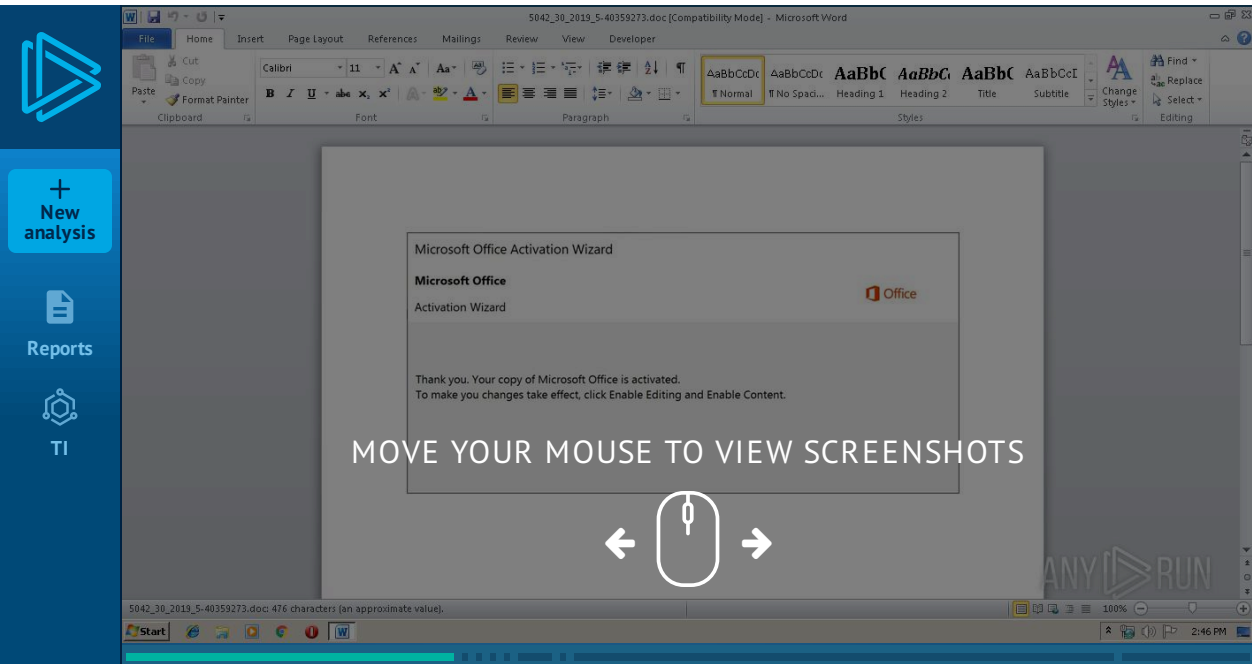 5042_30_2019_5-40359273.doc [Compatibility Mode] - Microsoft Word
File Home Insert Page Layout References Mailings Review View Developer
Paste
Cut
Copy
Format Painter
Clipboard
Calibri 11
Font
Paragraph
AaBbCcDc AaBbCcDc AaBb( AaBbC AaBb( AaBbCcI
¶ Normal ¶ No Spaci... Heading 1 Heading 2 Title Subtitle
Change Styles
Styles
Find
Replace
Select
Editing
New
analysis
Reports
TI
Microsoft Office Activation Wizard
Microsoft Office
Activation Wizard
Office
Thank you. Your copy of Microsoft Office is activated.
To make you changes take effect, click Enable Editing and Enable Content.
MOVE YOUR MOUSE TO VIEW SCREENSHOTS
ANY RUN
5042_30_2019_5-40359273.doc: 476 characters (an approximate value).
100%
Start
2:46 PM